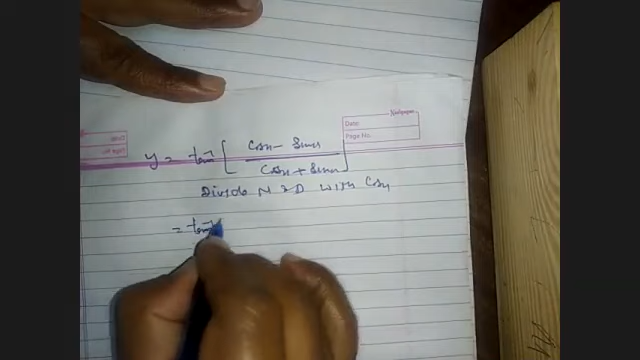 Date
Page No.
y = tan⁻¹ [ (Cosx - Sinx) / (Cosx + Sinx) ]
Divide N & D with Cosx
= tan⁻¹